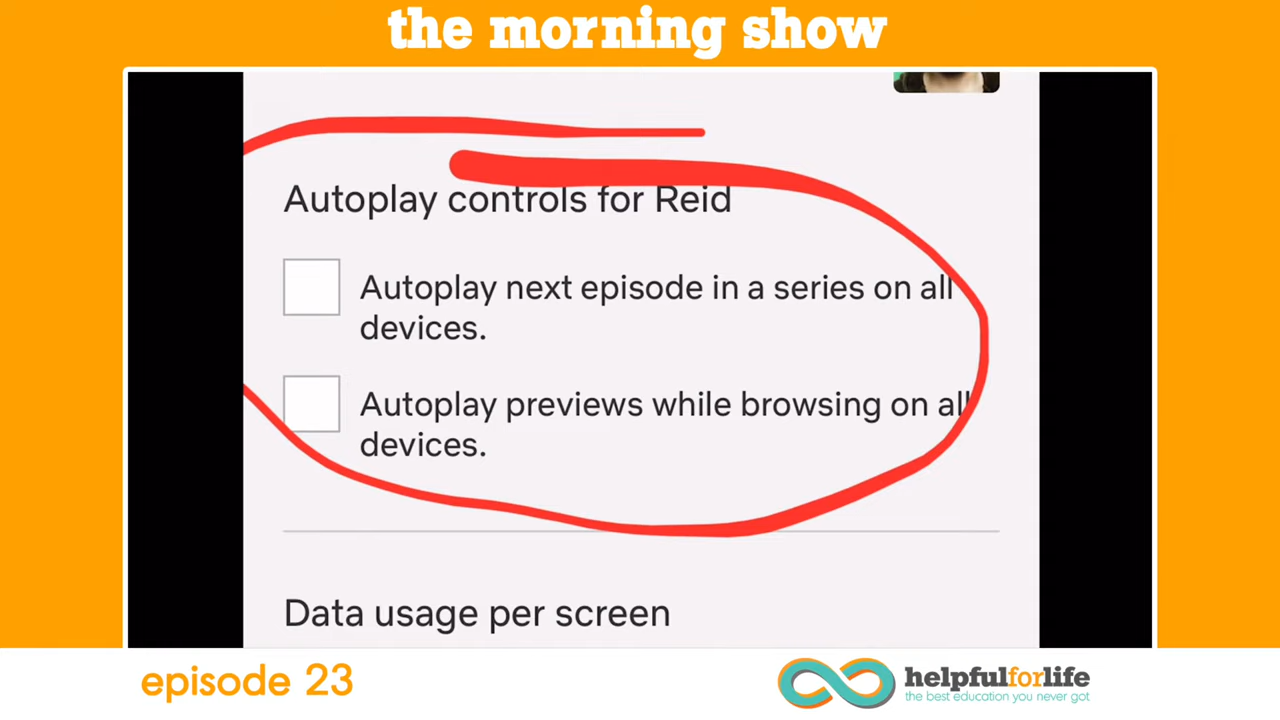 the morning show
Autoplay controls for Reid
Autoplay next episode in a series on all
devices.
Autoplay previews while browsing on all
devices.
Data usage per screen
episode 23
helpfulforlife
the best education you never got